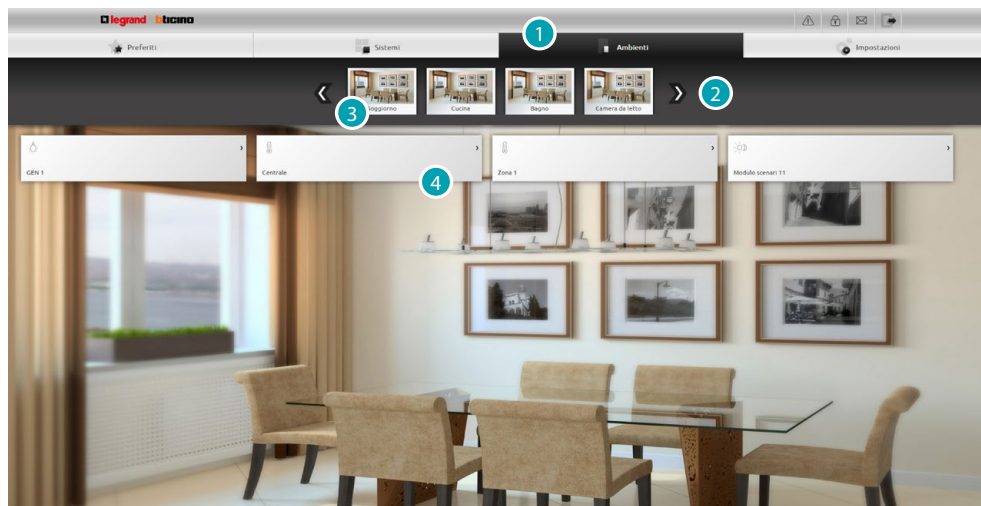 legrand bticino
Preferiti
Sistemi
1
Ambienti
Impostazioni
2
3
Soggiorno
Cucina
Bagno
Camera da letto
GEN 1
Centrale
4
Zona 1
Modulo scenari 11